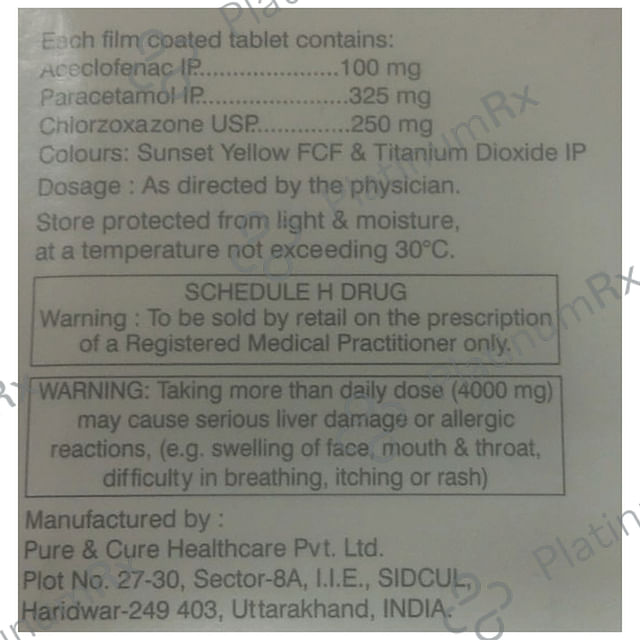 Each film coated tablet contains:
Aceclofenac IP.....................100 mg
Paracetamol IP......................325 mg
Chlorzoxazone USP..............250 mg
Colours: Sunset Yellow FCF & Titanium Dioxide IP
Dosage : As directed by the physician.
Store protected from light & moisture,
at a temperature not exceeding 30°C.
SCHEDULE H DRUG
Warning : To be sold by retail on the prescription
of a Registered Medical Practitioner only.
WARNING: Taking more than daily dose (4000 mg)
may cause serious liver damage or allergic
reactions, (e.g. swelling of face, mouth & throat,
difficulty in breathing, itching or rash)
Manufactured by :
Pure & Cure Healthcare Pvt. Ltd.
Plot No. 27-30, Sector-8A, I.I.E., SIDCUL,
Haridwar-249 403, Uttarakhand, INDIA.
PlatinumRx
PlatinumRx